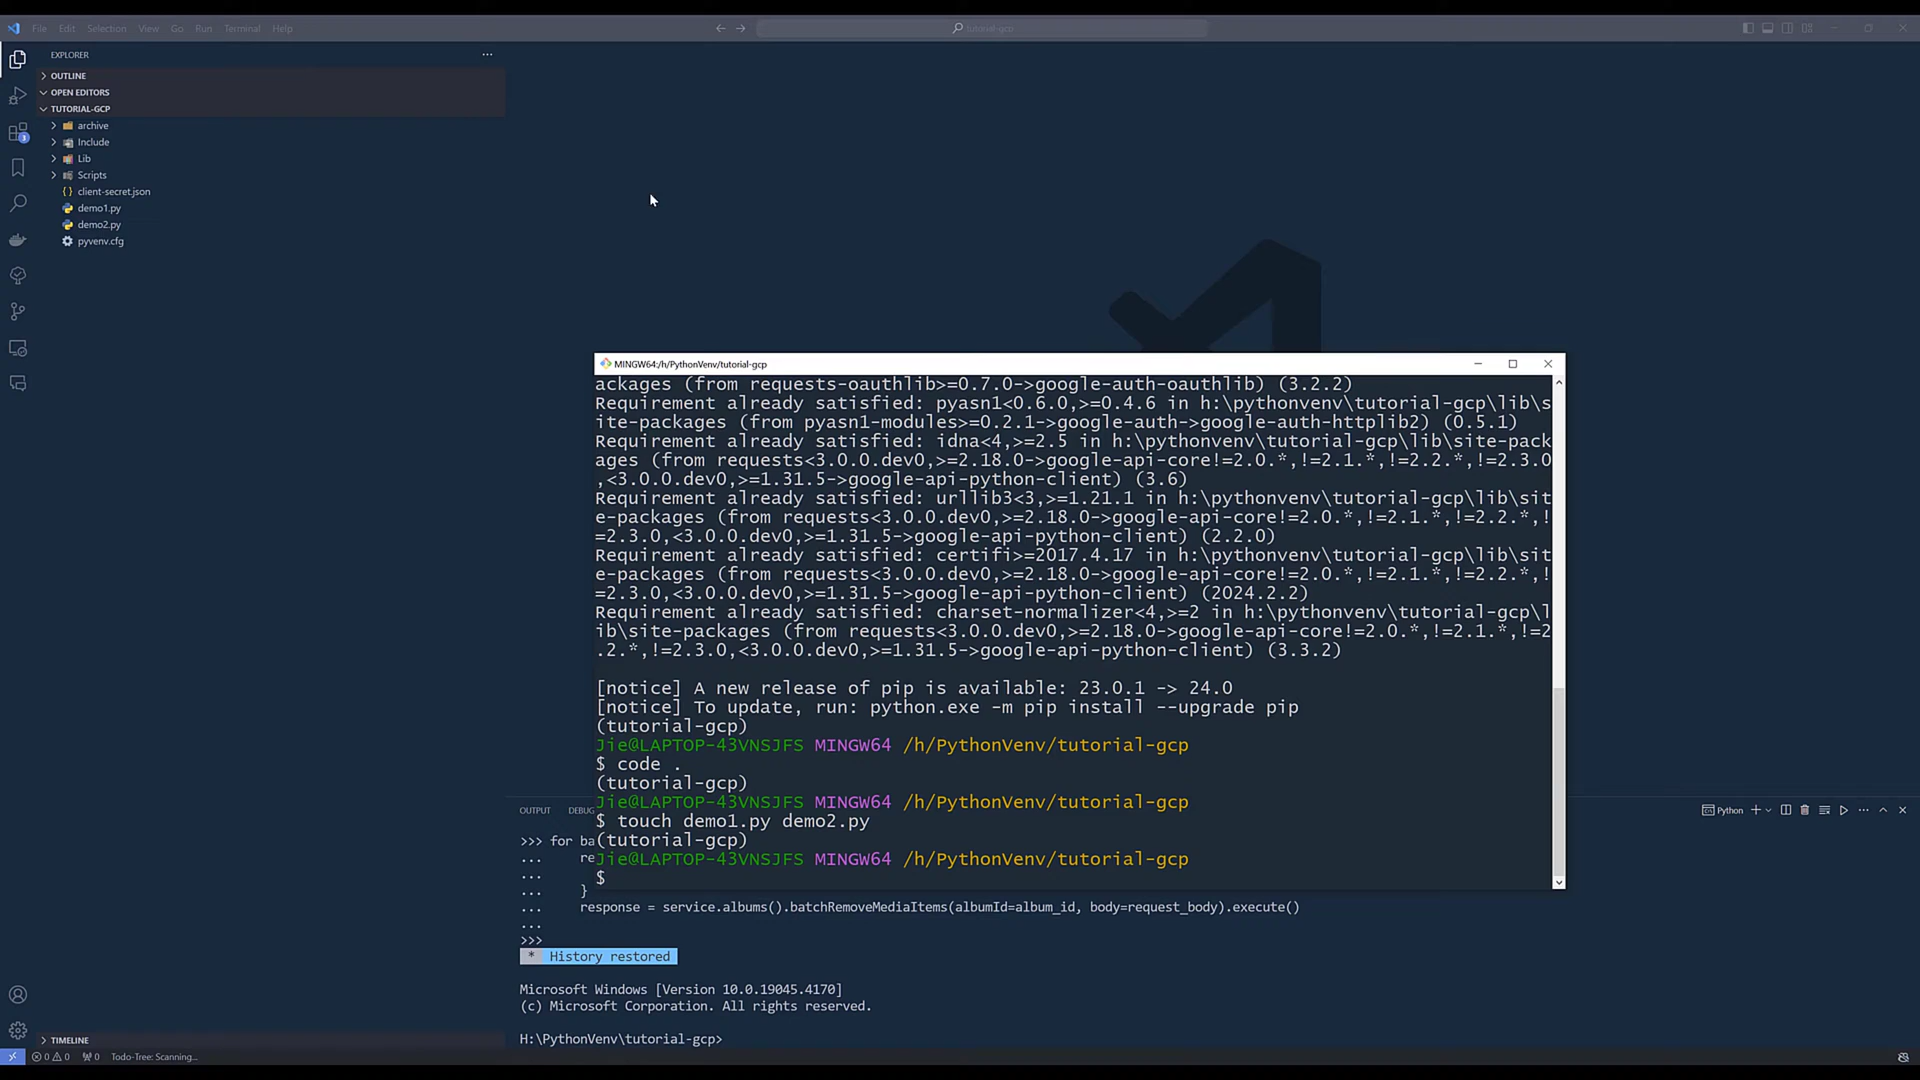 File Edit Selection View Go Run Terminal Help
tutorial-gcp
EXPLORER
OUTLINE
OPEN EDITORS
TUTORIAL-GCP
archive
Include
Lib
Scripts
client-secret.json
demo1.py
demo2.py
pyvenv.cfg
3
MINGW64:/h/PythonVenv/tutorial-gcp
ackages (from requests-oauthlib>=0.7.0->google-auth-oauthlib) (3.2.2)
Requirement already satisfied: pyasn1<0.6.0,>=0.4.6 in h:\pythonvenv\tutorial-gcp\lib\s
ite-packages (from pyasn1-modules>=0.2.1->google-auth->google-auth-httplib2) (0.5.1)
Requirement already satisfied: idna<4,>=2.5 in h:\pythonvenv\tutorial-gcp\lib\site-pack
ages (from requests<3.0.0.dev0,>=2.18.0->google-api-core!=2.0.*,!=2.1.*,!=2.2.*,!=2.3.0
,<3.0.0.dev0,>=1.31.5->google-api-python-client) (3.6)
Requirement already satisfied: urllib3<3,>=1.21.1 in h:\pythonvenv\tutorial-gcp\lib\sit
e-packages (from requests<3.0.0.dev0,>=2.18.0->google-api-core!=2.0.*,!=2.1.*,!=2.2.*,!
=2.3.0,<3.0.0.dev0,>=1.31.5->google-api-python-client) (2.2.0)
Requirement already satisfied: certifi>=2017.4.17 in h:\pythonvenv\tutorial-gcp\lib\sit
e-packages (from requests<3.0.0.dev0,>=2.18.0->google-api-core!=2.0.*,!=2.1.*,!=2.2.*,!
=2.3.0,<3.0.0.dev0,>=1.31.5->google-api-python-client) (2024.2.2)
Requirement already satisfied: charset-normalizer<4,>=2 in h:\pythonvenv\tutorial-gcp\l
ib\site-packages (from requests<3.0.0.dev0,>=2.18.0->google-api-core!=2.0.*,!=2.1.*,!=2
.2.*,!=2.3.0,<3.0.0.dev0,>=1.31.5->google-api-python-client) (3.3.2)
[notice] A new release of pip is available: 23.0.1 -> 24.0
[notice] To update, run: python.exe -m pip install --upgrade pip
(tutorial-gcp)
Jie@LAPTOP-43VNSJFS MINGW64 /h/PythonVenv/tutorial-gcp
$ code .
(tutorial-gcp)
Jie@LAPTOP-43VNSJFS MINGW64 /h/PythonVenv/tutorial-gcp
$ touch demo1.py demo2.py
(tutorial-gcp)
Jie@LAPTOP-43VNSJFS MINGW64 /h/PythonVenv/tutorial-gcp
$
OUTPUT DEBUG
Python
>>> for ba
... re
...
... }
... response = service.albums().batchRemoveMediaItems(albumId=album_id, body=request_body).execute()
...
>>>
* History restored
Microsoft Windows [Version 10.0.19045.4170]
(c) Microsoft Corporation. All rights reserved.
H:\PythonVenv\tutorial-gcp>
TIMELINE
0 0 0 Todo-Tree: Scanning...